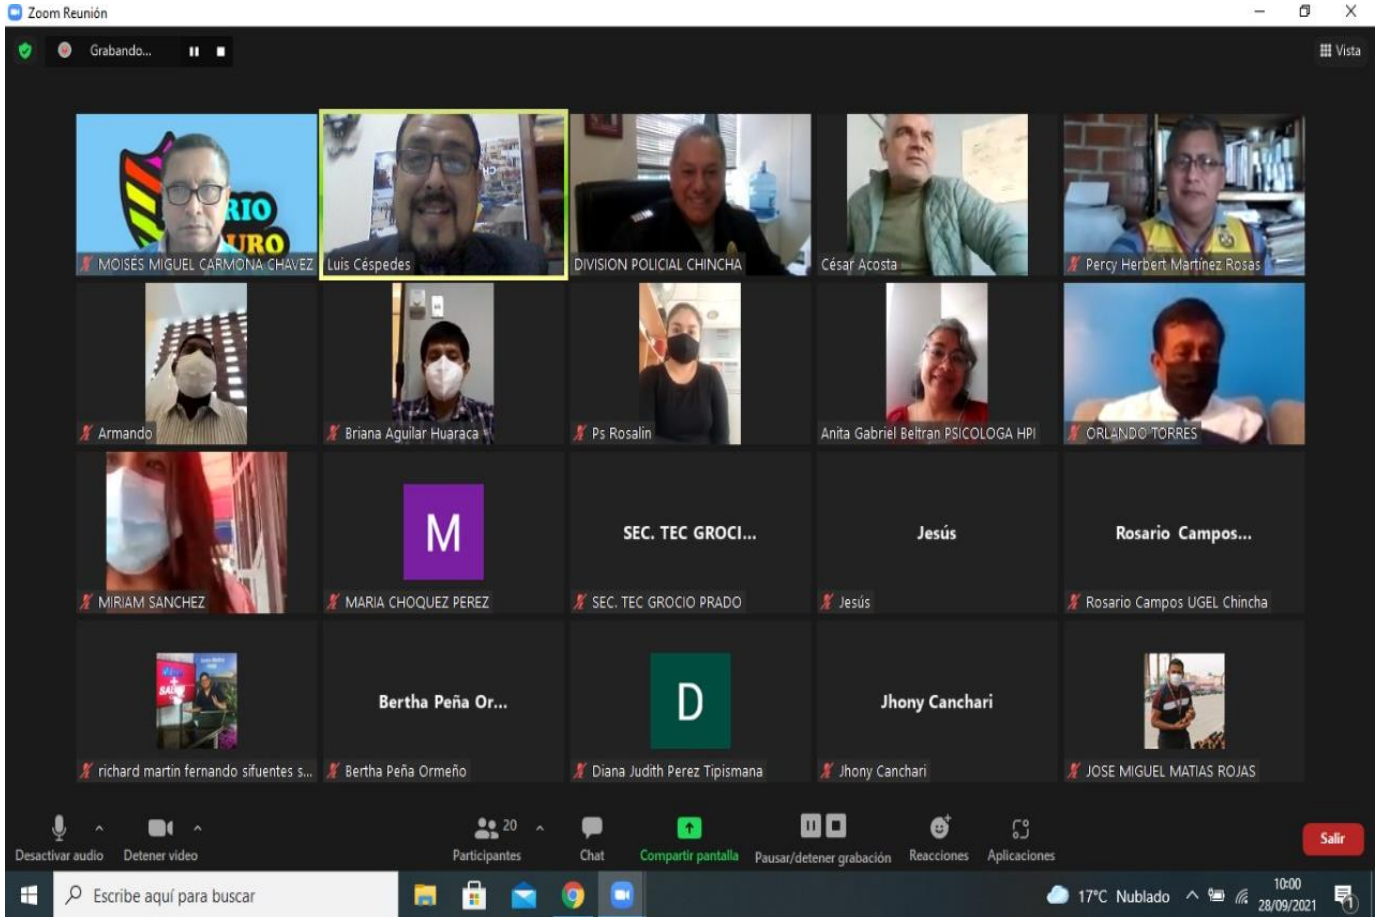 Zoom Reunión
Grabando...
Vista
RIO
URO
MOISÉS MIGUEL CARMONA CHAVEZ
Luis Céspedes
DIVISION POLICIAL CHINCHA
César Acosta
Percy Herbert Martínez Rosas
Armando
Briana Aguilar Huaraca
Ps Rosalin
Anita Gabriel Beltran PSICOLOGA HPI
ORLANDO TORRES
M
SEC. TEC GROCI...
Jesús
Rosario Campos...
MIRIAM SANCHEZ
MARIA CHOQUEZ PEREZ
SEC. TEC GROCIO PRADO
Jesús
Rosario Campos UGEL Chincha
Bertha Peña Or...
D
Jhony Canchari
richard martin fernando sifuentes s...
Bertha Peña Ormeño
Diana Judith Perez Tipismana
Jhony Canchari
JOSE MIGUEL MATIAS ROJAS
20
Desactivar audio
Detener video
Participantes
Chat
Compartir pantalla
Pausar/detener grabación
Reacciones
Aplicaciones
Salir
Escribe aquí para buscar
17°C Nublado
10:00
28/09/2021
1